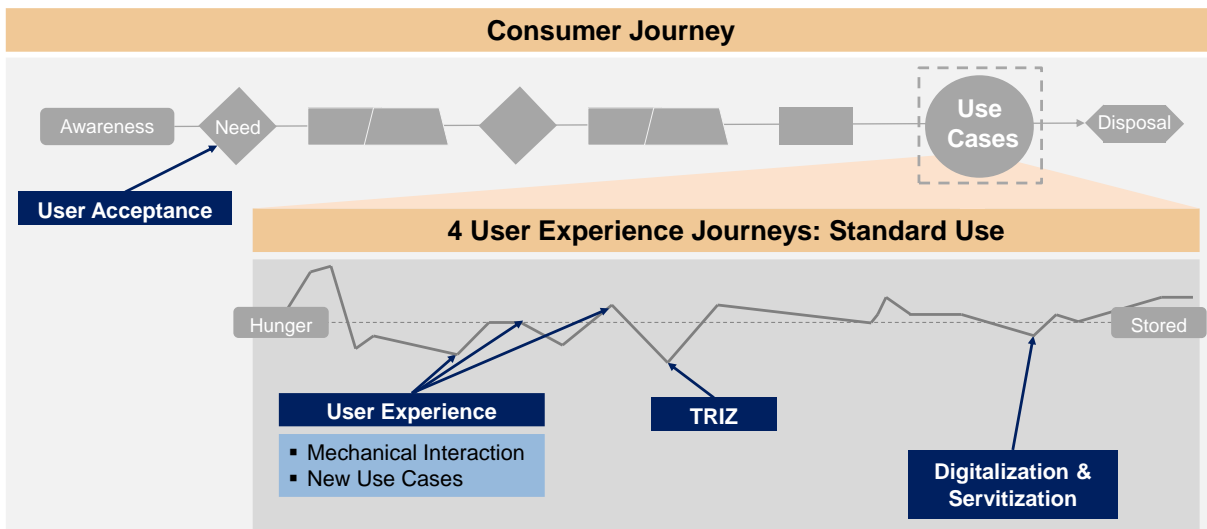 Consumer Journey
Awareness
Need
Use
Cases
Disposal
User Acceptance
4 User Experience Journeys: Standard Use
Hunger
Stored
User Experience
▪ Mechanical Interaction
▪ New Use Cases
TRIZ
Digitalization &
Servitization